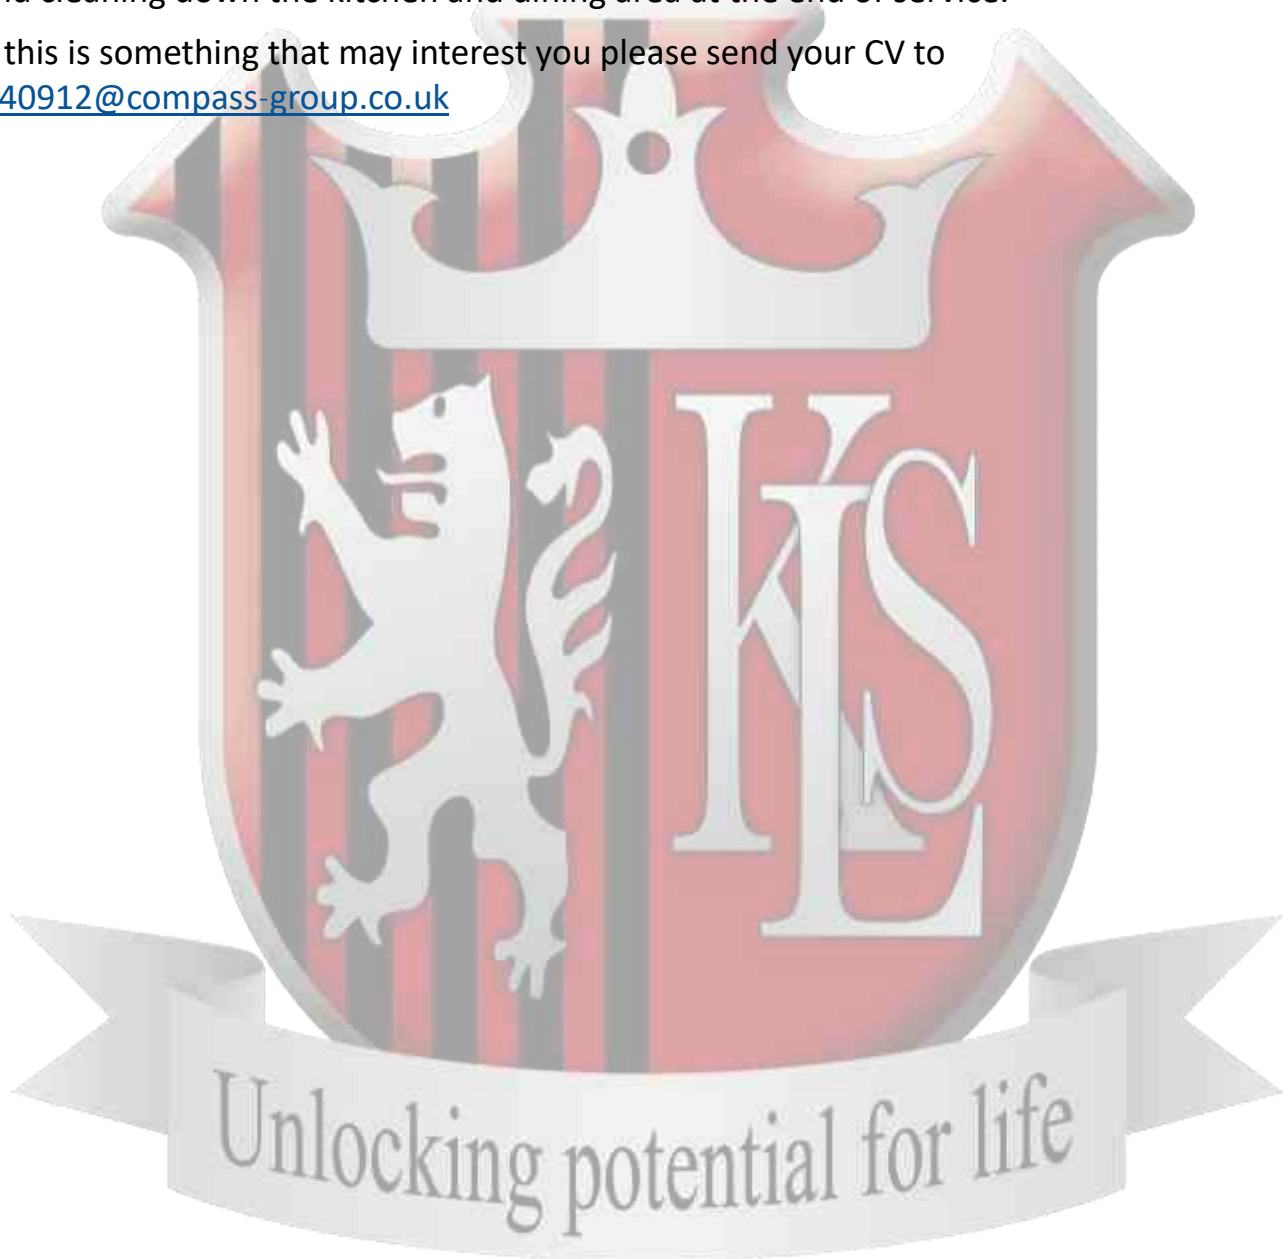 cleaning down the kitchen and dining area at the end of service.
this is something that may interest you please send your CV to
40912@compass-group.co.uk
KLS
Unlocking potential for life